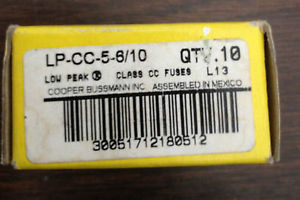 LP-CC-5-6/10 QTY.10
LOW PEAK ® CLASS CC FUSES L13
COOPER BUSSMANN INC. ASSEMBLED IN MEXICO
30051712180512